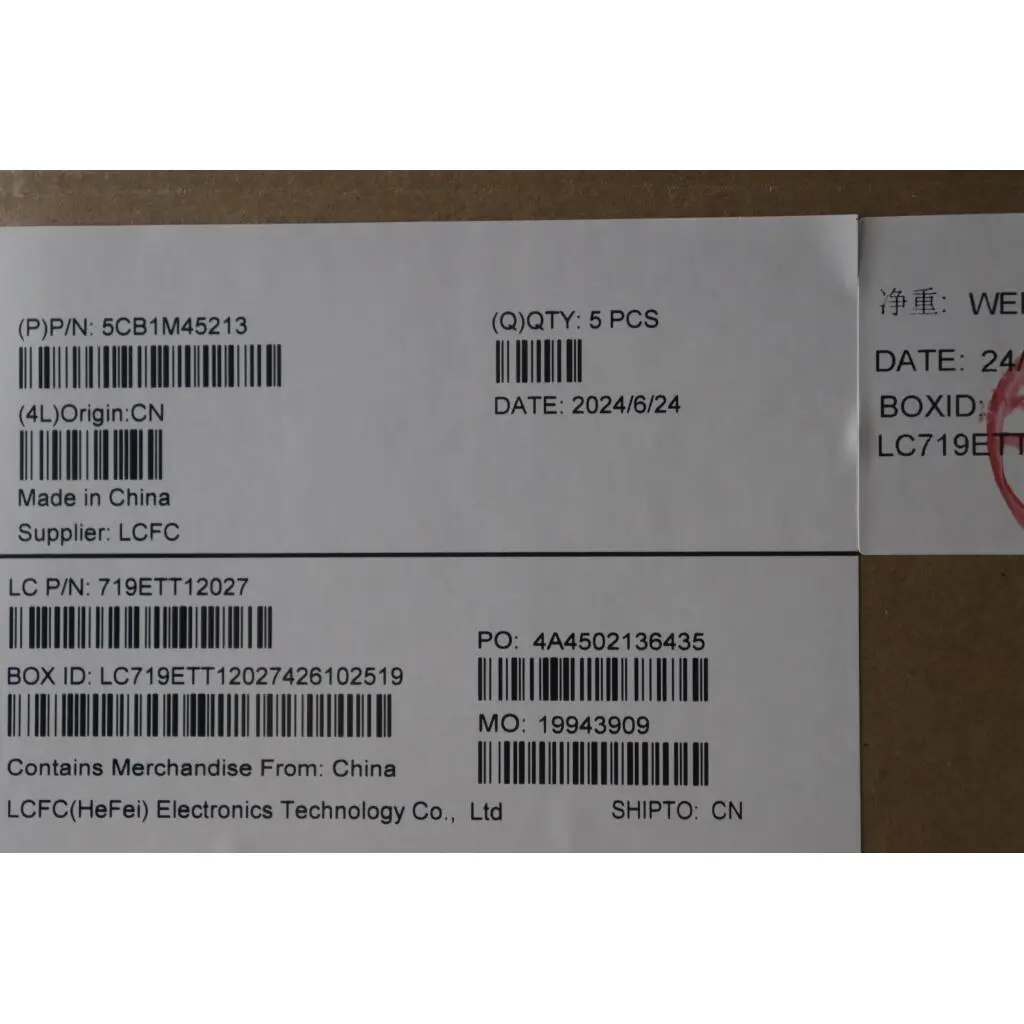 (P)P/N: 5CB1M45213
(Q)QTY: 5 PCS
DATE: 2024/6/24
(4L)Origin:CN
Made in China
Supplier: LCFC
LC P/N: 719ETT12027
BOX ID: LC719ETT12027426102519
PO: 4A4502136435
MO: 19943909
Contains Merchandise From: China
LCFC(HeFei) Electronics Technology Co., Ltd
SHIPTO: CN
净重:
DATE: 24/
BOXID:
LC719ETT